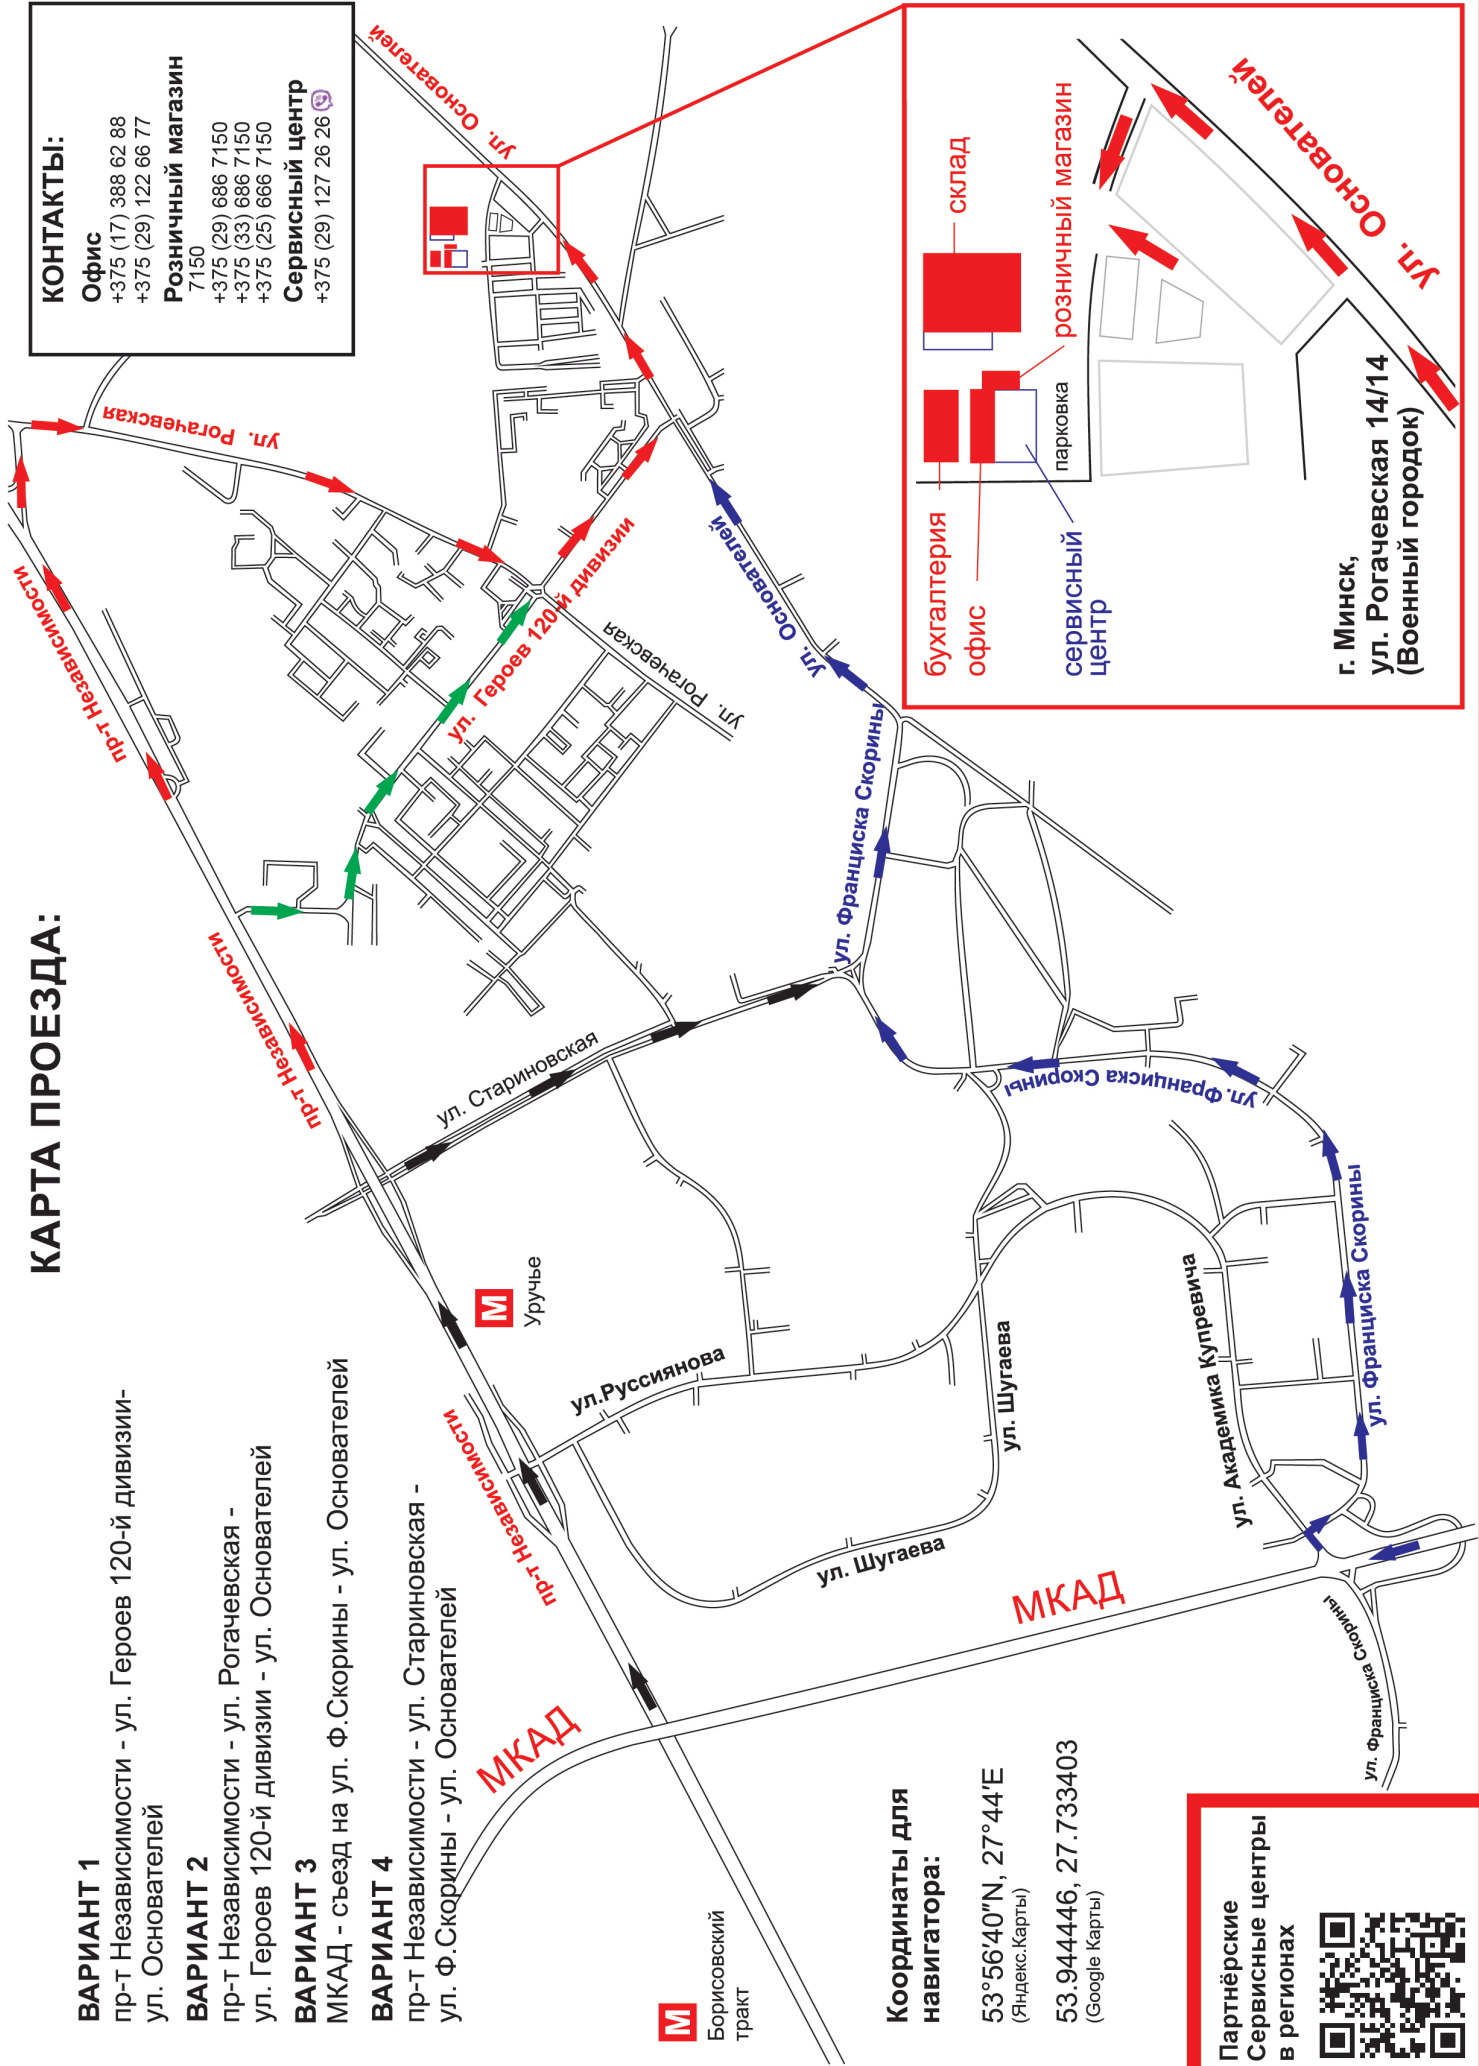 КАРТА ПРОЕЗДА:
ВАРИАНТ 1
пр-т Независимости - ул. Героев 120-й дивизии-
ул. Основателей
ВАРИАНТ 2
пр-т Независимости - ул. Рогачевская -
ул. Героев 120-й дивизии - ул. Основателей
ВАРИАНТ 3
МКАД - съезд на ул. Ф.Скорины - ул. Основателей
ВАРИАНТ 4
пр-т Независимости - ул. Стариновская -
ул. Ф.Скорины - ул. Основателей
КОНТАКТЫ:
Офис
+375 (17) 388 62 88
+375 (29) 122 66 77
Розничный магазин
7150
+375 (29) 686 7150
+375 (33) 686 7150
+375 (25) 666 7150
Сервисный центр
+375 (29) 127 26 26
пр-т Независимости
пр-т Независимости
пр-т Независимости
ул. Рогачевская
ул. Основателей
ул. Героев 120-й дивизии
ул. Рогачевская
ул. Стариновская
М
Уручье
ул.Руссиянова
ул. Основателей
ул. Франциска Скорины
ул. Франциска Скорины
ул. Шугаева
ул. Шугаева
ул. Академика Купревича
ул. Франциска Скорины
МКАД
МКАД
ул. Франциска Скорины
М
Борисовский
тракт
Координаты для
навигатора:
53°56'40"N, 27°44'E
(Яндекс.Карты)
53.944446, 27.733403
(Google Карты)
Партнёрские
Сервисные центры
в регионах
бухгалтерия
офис
склад
розничный магазин
парковка
сервисный
центр
ул. Основателей
г. Минск,
ул. Рогачевская 14/14
(Военный городок)